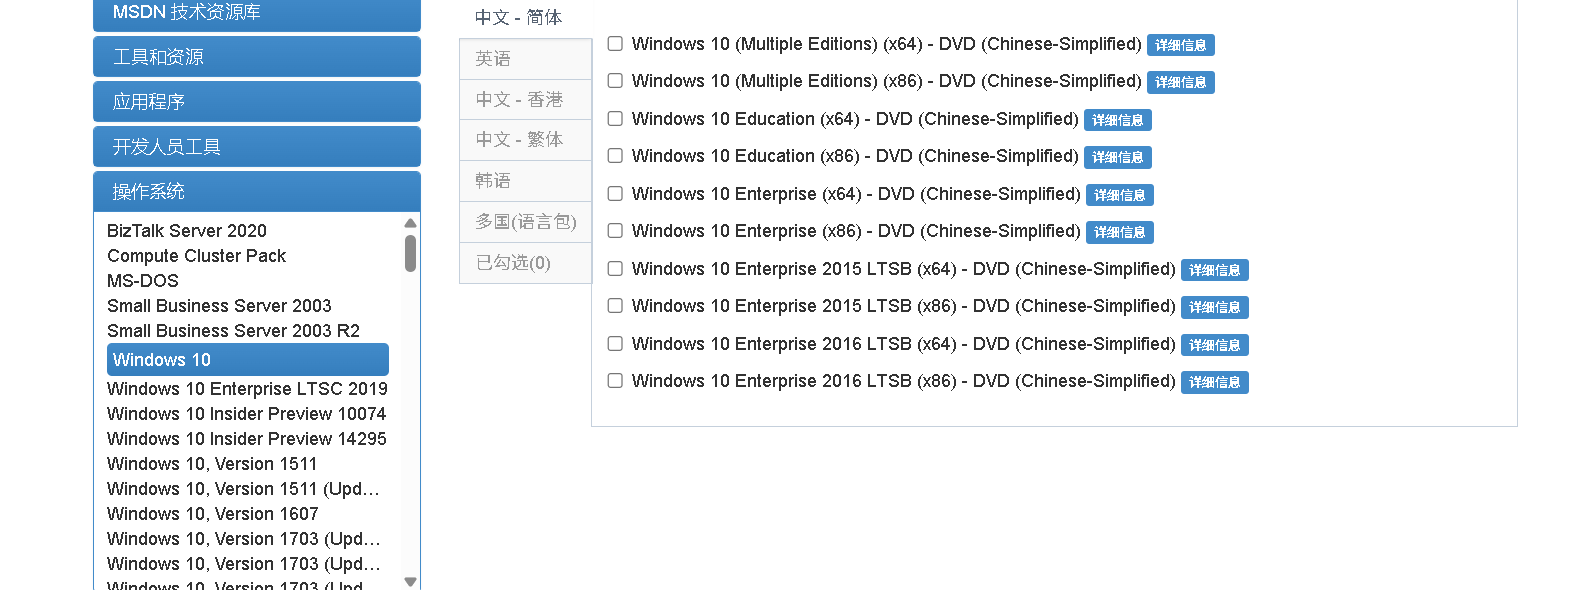 MSDN 技术资源库
工具和资源
应用程序
开发人员工具
操作系统
BizTalk Server 2020
Compute Cluster Pack
MS-DOS
Small Business Server 2003
Small Business Server 2003 R2
Windows 10
Windows 10 Enterprise LTSC 2019
Windows 10 Insider Preview 10074
Windows 10 Insider Preview 14295
Windows 10, Version 1511
Windows 10, Version 1511 (Upd...
Windows 10, Version 1607
Windows 10, Version 1703 (Upd...
Windows 10, Version 1703 (Upd...
Windows 10, Version 1703 (Upd
中文 - 简体
英语
中文 - 香港
中文 - 繁体
韩语
多国(语言包)
已勾选(0)
Windows 10 (Multiple Editions) (x64) - DVD (Chinese-Simplified) 详细信息
Windows 10 (Multiple Editions) (x86) - DVD (Chinese-Simplified) 详细信息
Windows 10 Education (x64) - DVD (Chinese-Simplified) 详细信息
Windows 10 Education (x86) - DVD (Chinese-Simplified) 详细信息
Windows 10 Enterprise (x64) - DVD (Chinese-Simplified) 详细信息
Windows 10 Enterprise (x86) - DVD (Chinese-Simplified) 详细信息
Windows 10 Enterprise 2015 LTSB (x64) - DVD (Chinese-Simplified) 详细信息
Windows 10 Enterprise 2015 LTSB (x86) - DVD (Chinese-Simplified) 详细信息
Windows 10 Enterprise 2016 LTSB (x64) - DVD (Chinese-Simplified) 详细信息
Windows 10 Enterprise 2016 LTSB (x86) - DVD (Chinese-Simplified) 详细信息